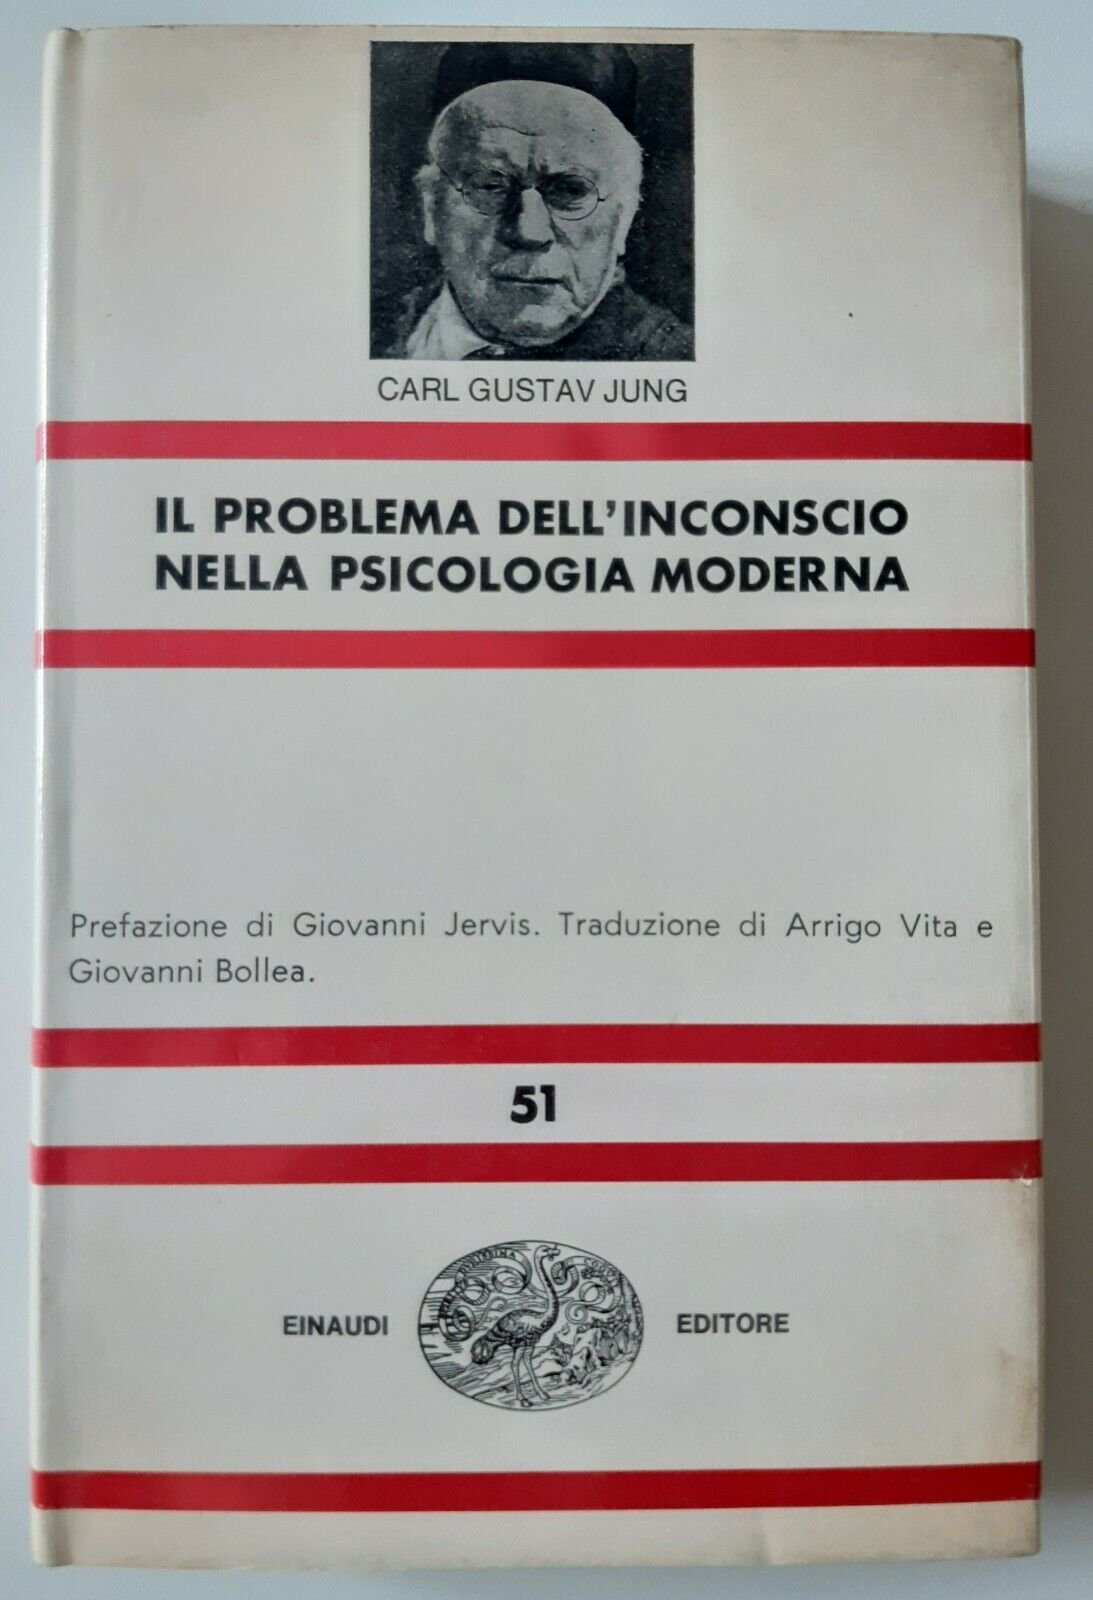 CARL GUSTAV JUNG
IL PROBLEMA DELL'INCONSCIO
NELLA PSICOLOGIA MODERNA
Prefazione di Giovanni Jervis. Traduzione di Arrigo Vita e
Giovanni Bollea.
51
EINAUDI
EDITORE